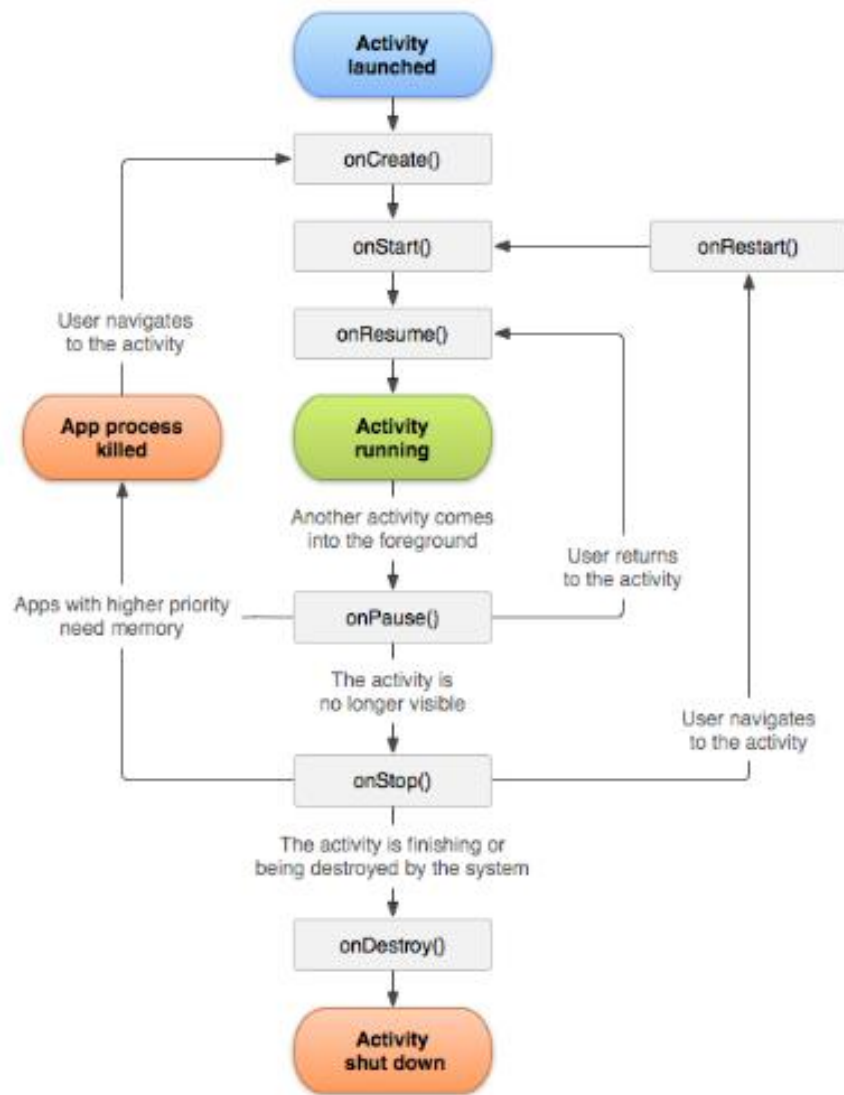 Activity
launched
onCreate()
onStart()
onRestart()
User navigates
to the activity
onResume()
App process
killed
Activity
running
Another activity comes
into the foreground
User returns
to the activity
Apps with higher priority
need memory
onPause()
The activity is
no longer visible
User navigates
to the activity
onStop()
The activity is finishing or
being destroyed by the system
onDestroy()
Activity
shut down